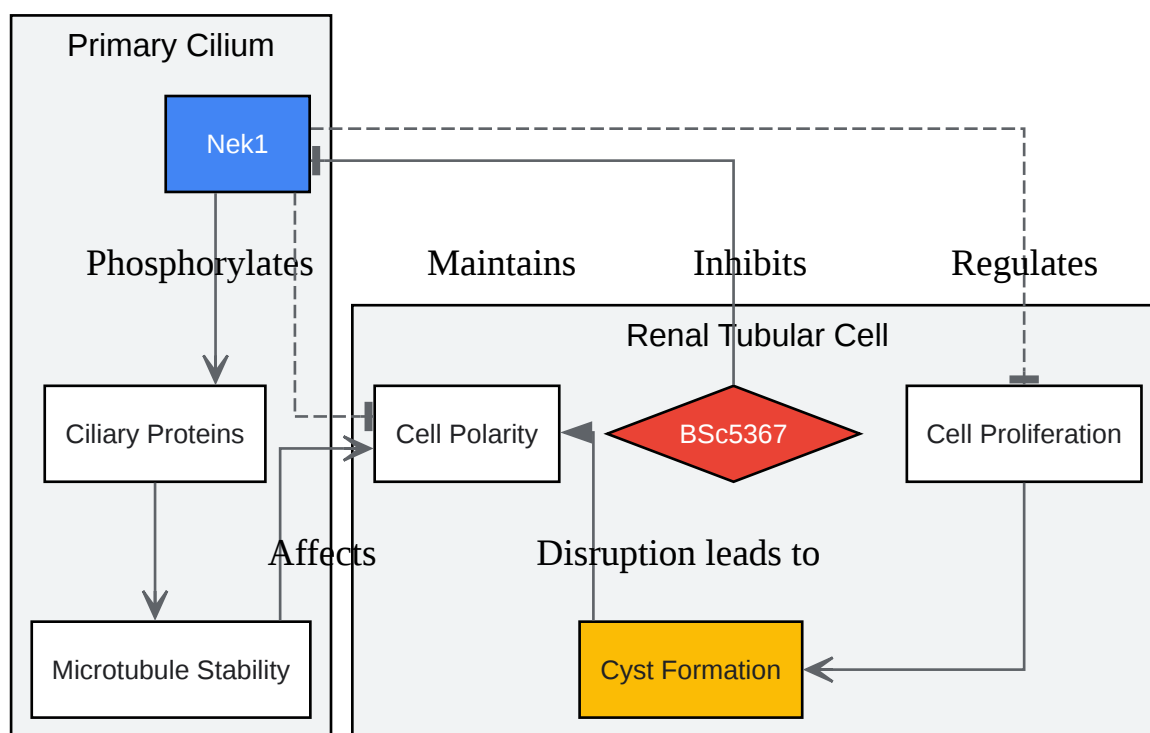 Primary Cilium
Nek1
Phosphorylates
Maintains
Inhibits
Regulates
Renal Tubular Cell
Ciliary Proteins
Cell Polarity
BSc5367
Cell Proliferation
Affects
Disruption leads to
Microtubule Stability
Cyst Formation